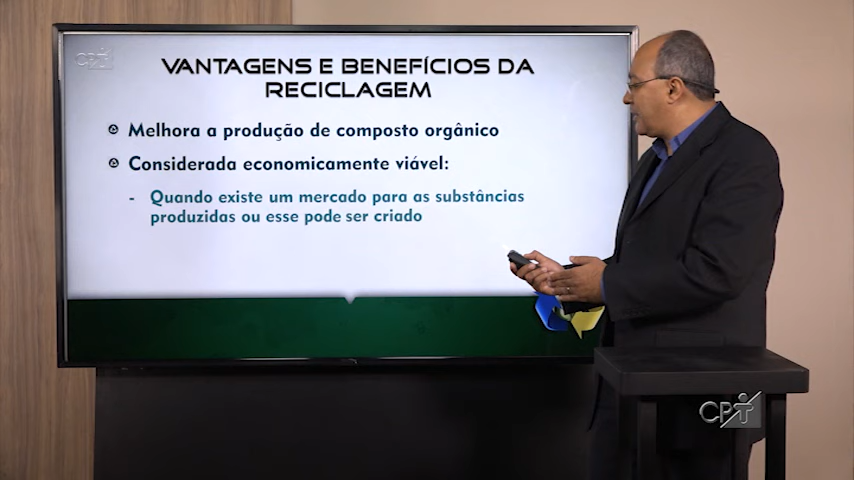 CPT
VANTAGENS E BENEFÍCIOS DA
RECICLAGEM
Melhora a produção de composto orgânico
Considerada economicamente viável:
- Quando existe um mercado para as substâncias
produzidas ou esse pode ser criado
CPT